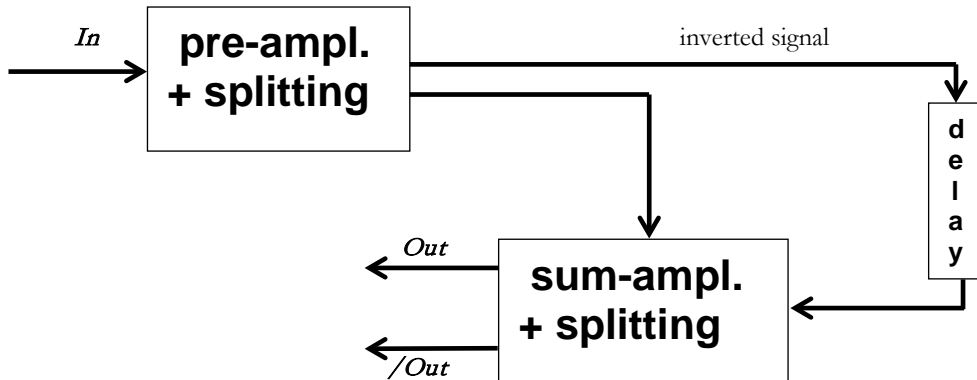 In
pre-ampl.
+ splitting
inverted signal
d
e
l
a
y
Out
sum-ampl.
+ splitting
/Out